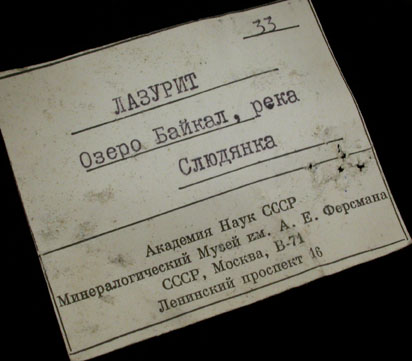 33
ЛАЗУРИТ
Озеро Байкал, река
Слюдянка
Академия Наук СССР
Минералогический Музей им. А. Е. Ферсмана
СССР, Москва, В-71
Ленинский проспект 16